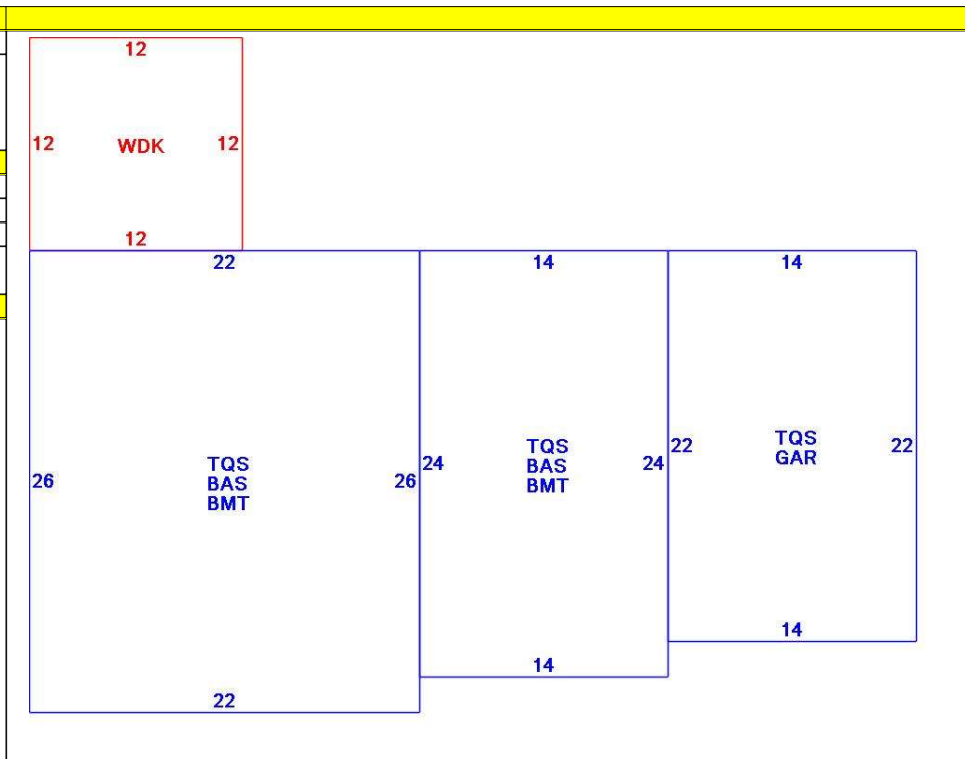 12
12 WDK 12
12
22 14 14
26 TQS BAS BMT 26
24 TQS BAS BMT 24
22 TQS GAR 22
14
14
22